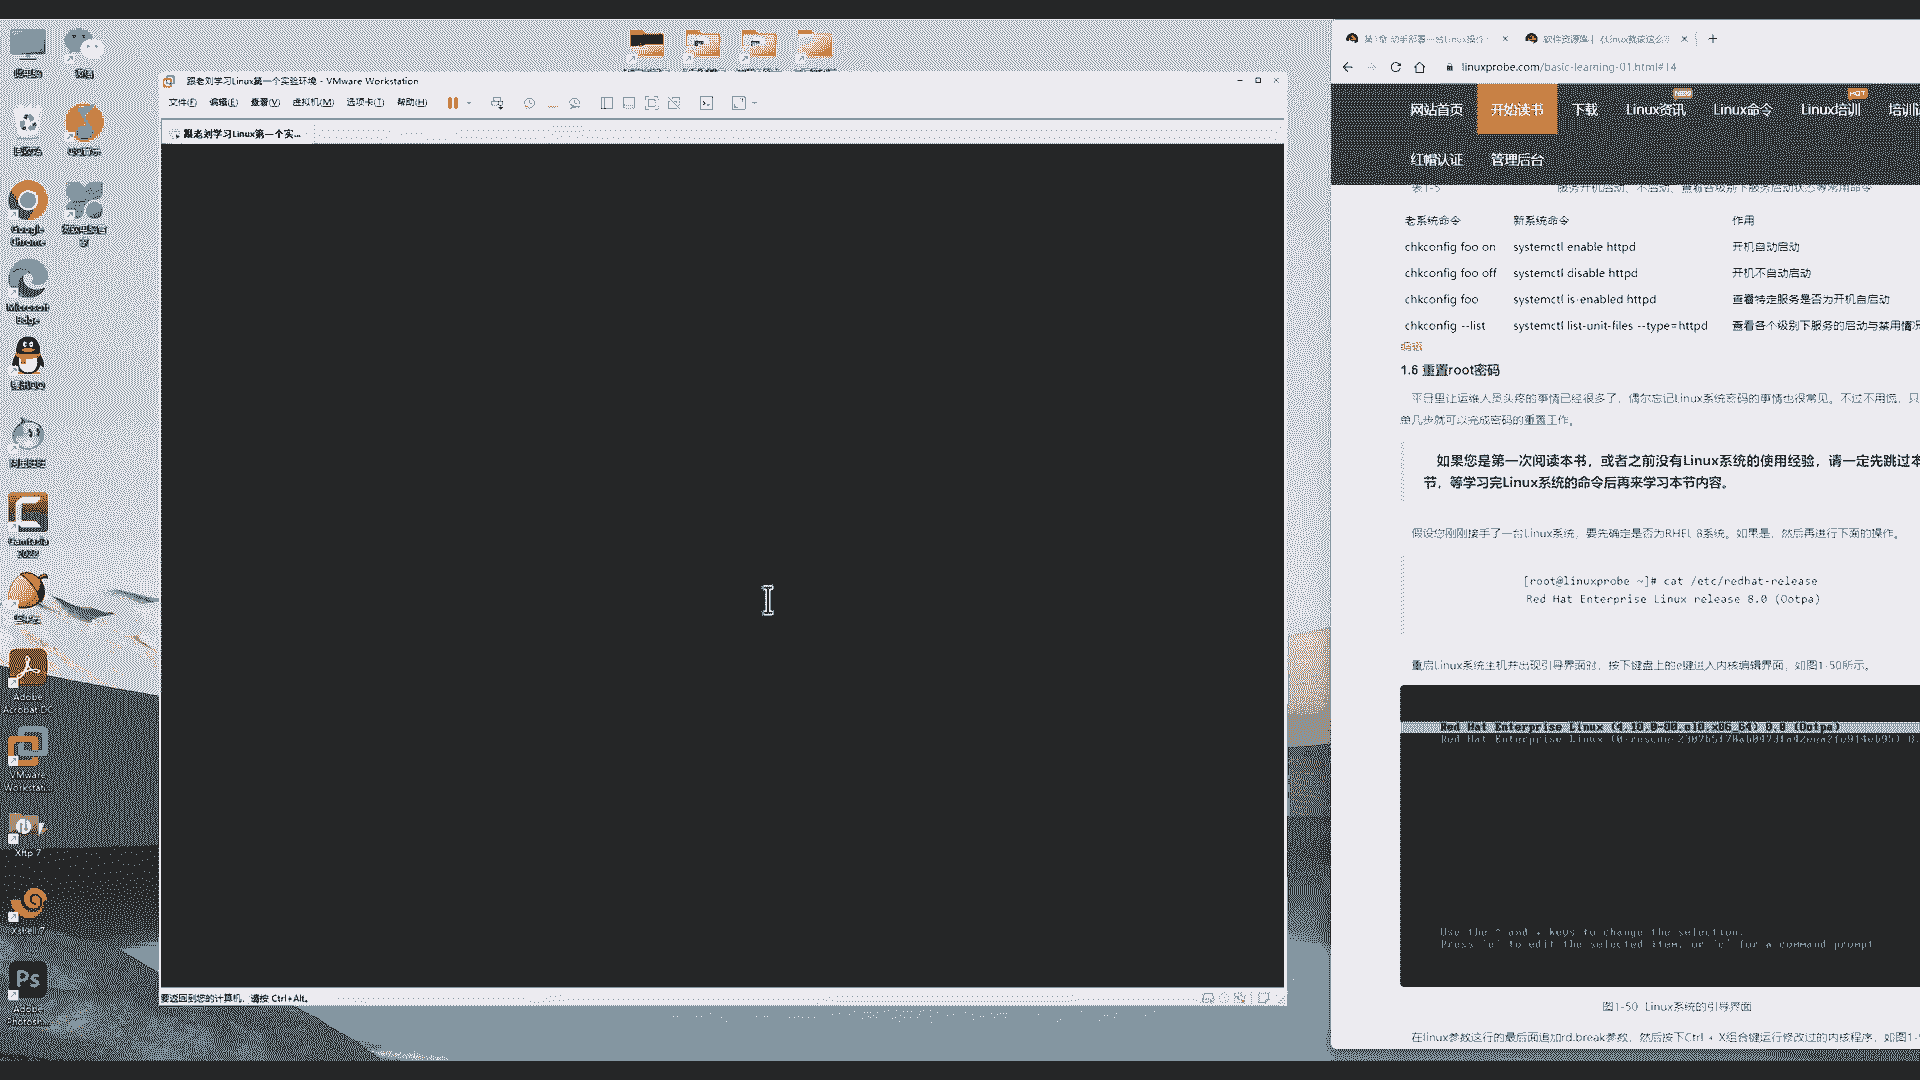 Google
Chrome
Microsoft
Edge
Camtasia
Adobe
Acrobat DC
VMware
Workstati...
Xftp 7
Xshell 7
Adobe
Photosh...
跟老刘学习Linux第一个实验环境 - VMware Workstation
文件(F) 编辑(E) 查看(V) 虚拟机(M) 选项卡(T) 帮助(H)
跟老刘学习Linux第一个实...
要返回到您的计算机，请按 Ctrl+Alt。
linuxprobe.com/basic-learning-01.html#14
网站首页 开始读书 下载 Linux资讯 Linux命令 Linux培训
NEWS HOT
红帽认证 管理后台
老系统命令 新系统命令 作用
chkconfig foo on systemctl enable httpd 开机自动启动
chkconfig foo off systemctl disable httpd 开机不自动启动
chkconfig foo systemctl is-enabled httpd 查看特定服务是否为开机自启动
chkconfig --list systemctl list-unit-files --type=httpd 查看各个级别下服务的启动与禁用情况
编辑
1.6 重置root密码
平日里让运维人员头疼的事情已经很多了，偶尔忘记Linux系统密码的事情也很常见。不过不用慌，只
单几步就可以完成密码的重置工作。
如果您是第一次阅读本书，或者之前没有Linux系统的使用经验，请一定先跳过本
节，等学习完Linux系统的命令后再来学习本节内容。
假设您刚刚接手了一台Linux系统，要先确定是否为RHEL 8系统。如果是，然后再进行下面的操作。
[root@linuxprobe ~]# cat /etc/redhat-release
Red Hat Enterprise Linux release 8.0 (Ootpa)
重启Linux系统主机并出现引导界面时，按下键盘上的e键进入内核编辑界面，如图1-50所示。
Red Hat Enterprise Linux (4.18.0-80.el8.x86_64) 8.0 (Ootpa)
Use the ↑ and ↓ keys to change the selection.
Press 'e' to edit the selected item, or 'c' for a command prompt
图1-50 Linux系统的引导界面
在linux参数这行的最后面追加rd.break参数，然后按下Ctrl + X组合键运行修改过的内核程序，如图1-